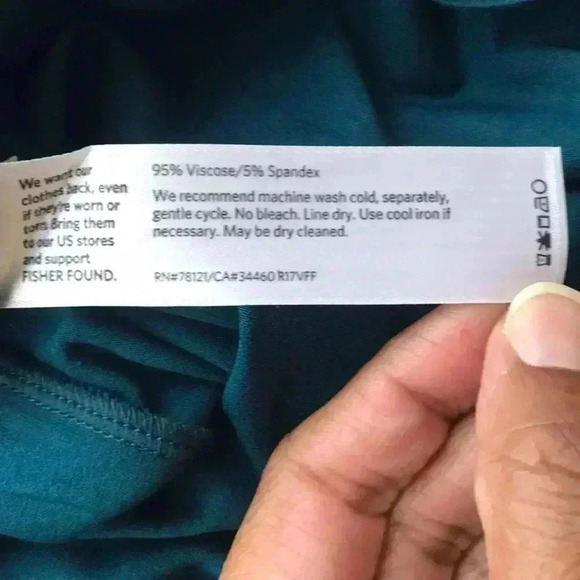 We want our
clothes back, even
if they're worn or
torn. Bring them
to our US stores
and support
FISHER FOUND.
95% Viscose/5% Spandex
We recommend machine wash cold, separately,
gentle cycle. No bleach. Line dry. Use cool iron if
necessary. May be dry cleaned.
RN#78121/CA#34460 R17VFF